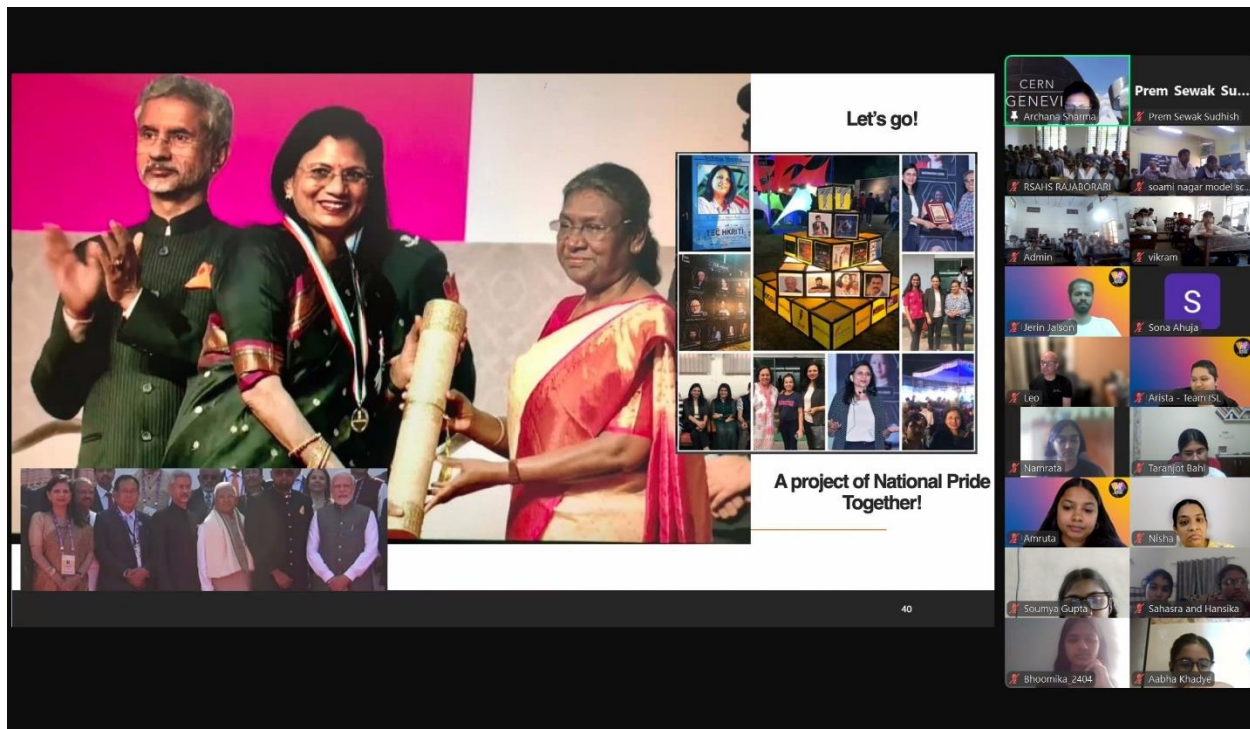 Let's go!
TECHKRITI
A project of National Pride
Together!
40
CERN
GENEV
Archana Sharma
Prem Sewak Su...
Prem Sewak Sudhish
RSAHS RAJABORARI
soami nagar model sc...
Admin
vikram
Jerin Jalson
S
Sona Ahuja
Leo
Arista - Team ISL
Namrata
Taranjot Bahl
Amruta
Nisha
Soumya Gupta
Sahasra and Hansika
Bhoomika_2404
Aabha Khadye